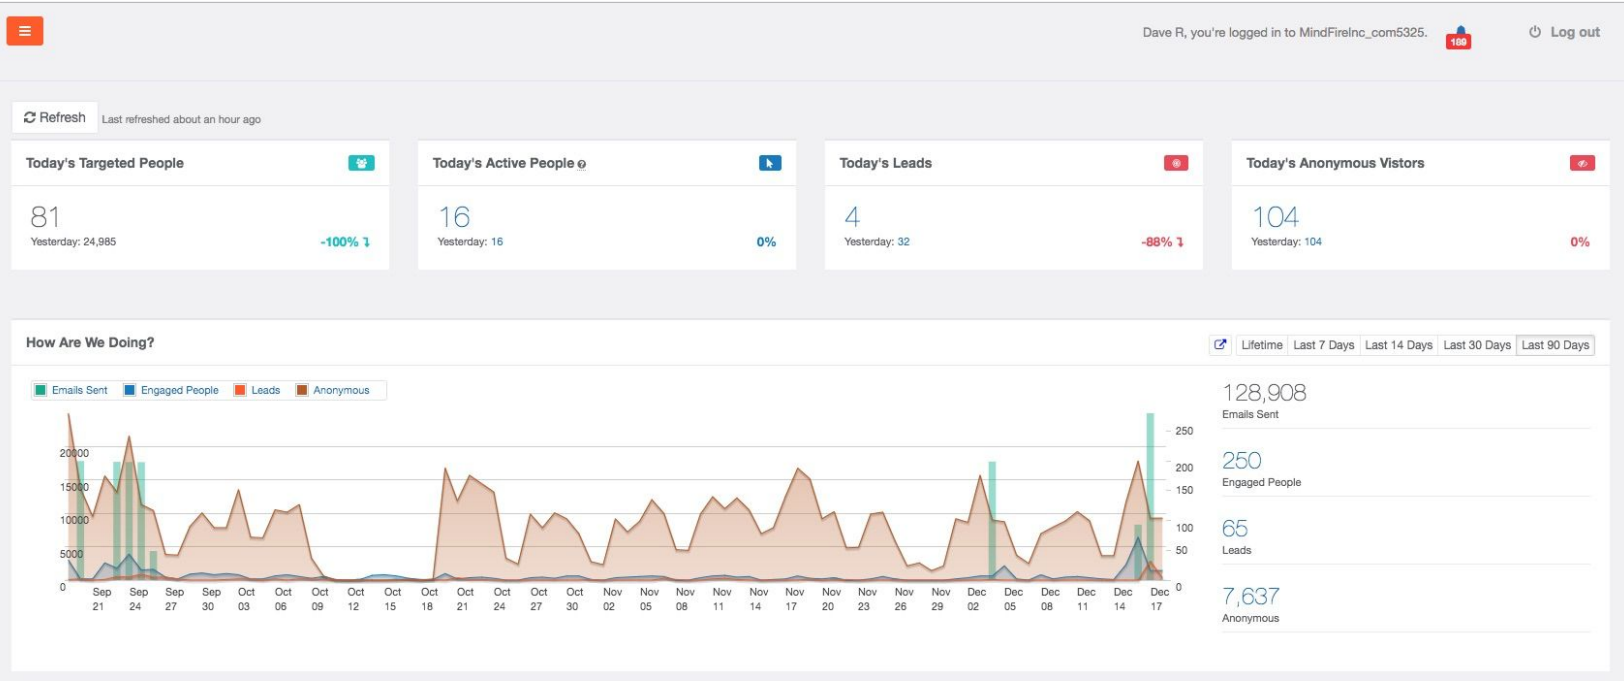 Dave R, you're logged in to MindFireInc_com5325.
189
Log out
Refresh
Last refreshed about an hour ago
Today's Targeted People
81
Yesterday: 24,985
-100%
Today's Active People
16
Yesterday: 16
0%
Today's Leads
4
Yesterday: 32
-88%
Today's Anonymous Vistors
104
Yesterday: 104
0%
How Are We Doing?
Lifetime Last 7 Days Last 14 Days Last 30 Days Last 90 Days
Emails Sent Engaged People Leads Anonymous
20000
15000
10000
5000
0
250
200
150
100
50
0
Sep 21 Sep 24 Sep 27 Sep 30 Oct 03 Oct 06 Oct 09 Oct 12 Oct 15 Oct 18 Oct 21 Oct 24 Oct 27 Oct 30 Nov 02 Nov 05 Nov 08 Nov 11 Nov 14 Nov 17 Nov 20 Nov 23 Nov 26 Nov 29 Dec 02 Dec 05 Dec 08 Dec 11 Dec 14 Dec 17
128,908
Emails Sent
250
Engaged People
65
Leads
7,637
Anonymous